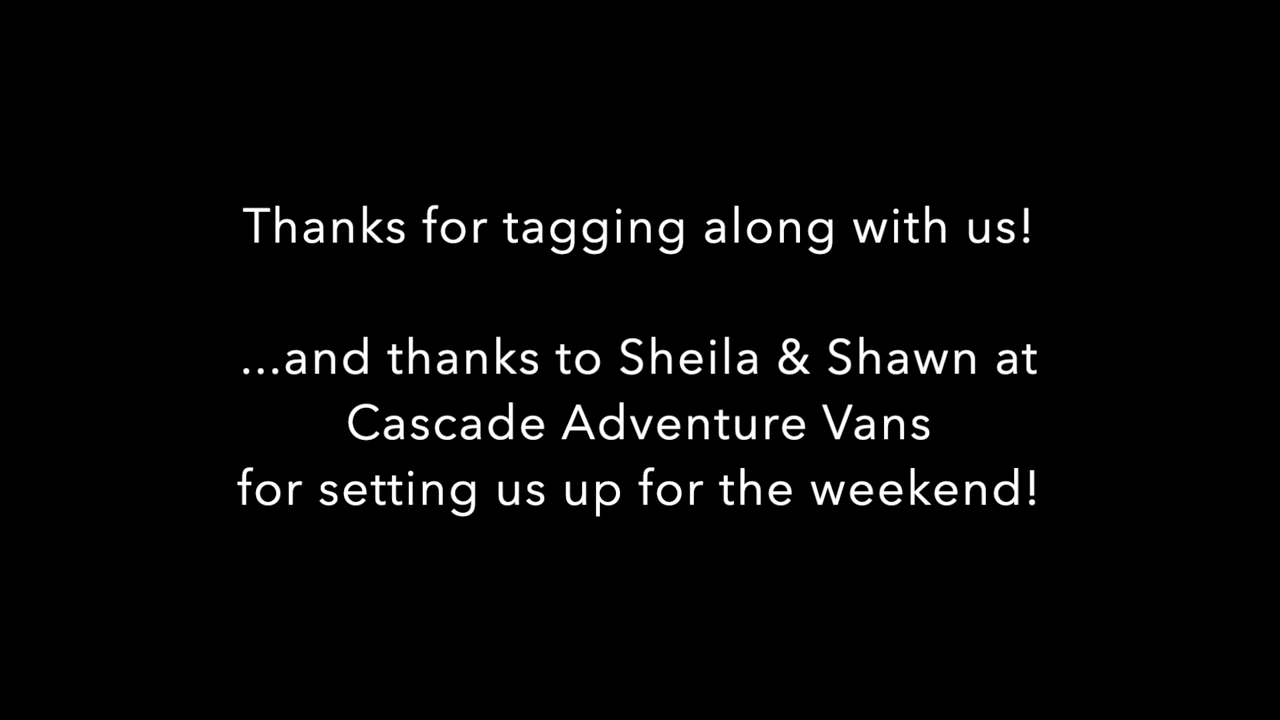 Thanks for tagging along with us!
...and thanks to Sheila & Shawn at
Cascade Adventure Vans
for setting us up for the weekend!